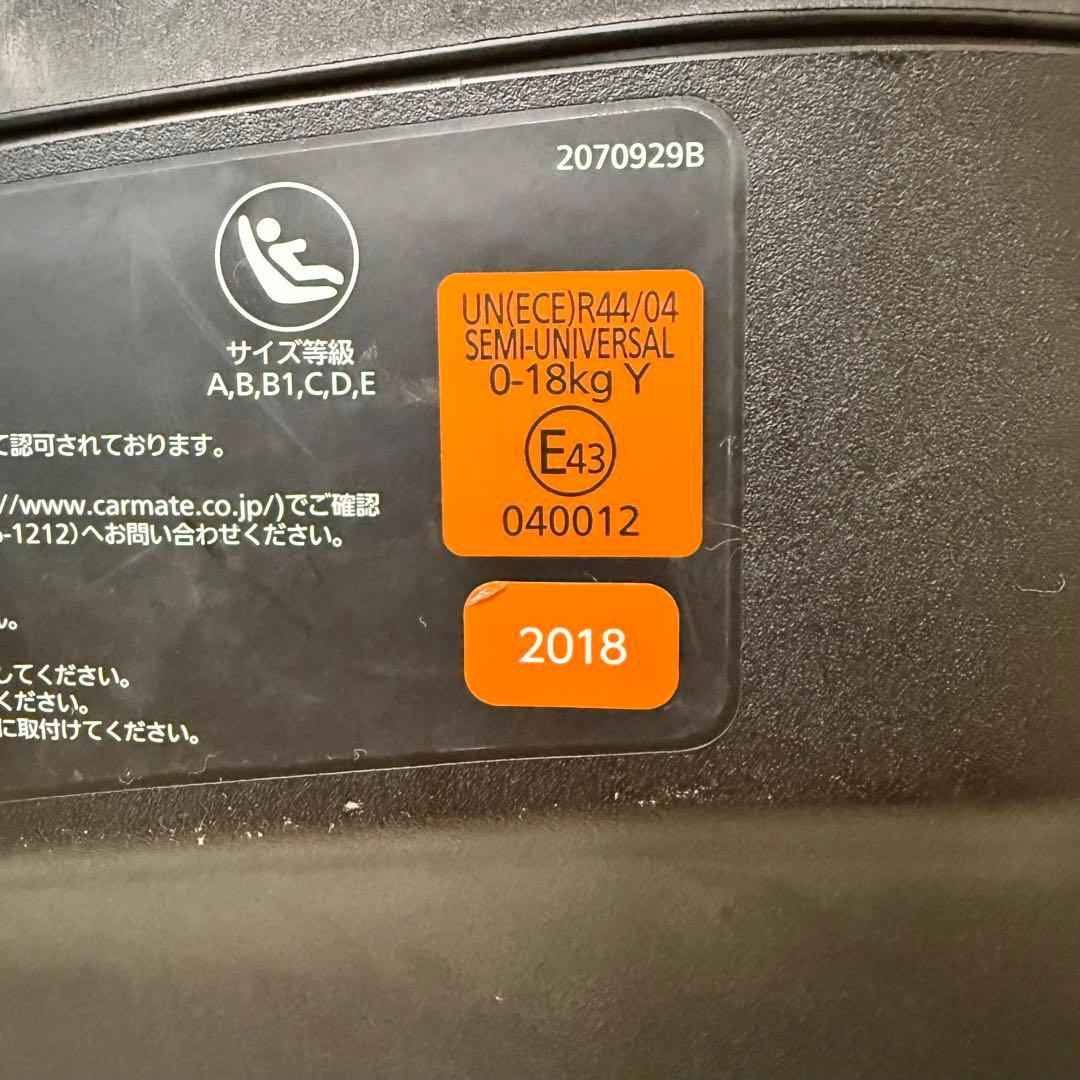 2070929B
サイズ等級
A,B,B1,C,D,E
UN(ECE)R44/04
SEMI-UNIVERSAL
0-18kg Y
E43
040012
2018
て認可されております。
//www.carmate.co.jp/)でご確認
-1212)へお問い合わせください。
ん。
してください。
ください。
に取付けてください。